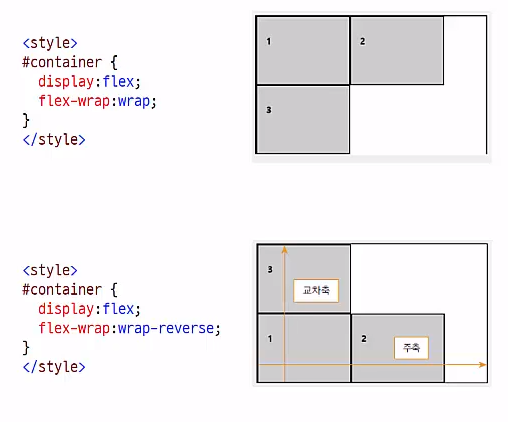 <style>
#container {
  display:flex;
  flex-wrap:wrap;
}
</style>
1
2
3
<style>
#container {
  display:flex;
  flex-wrap:wrap-reverse;
}
</style>
3
교차축
1
2
주축